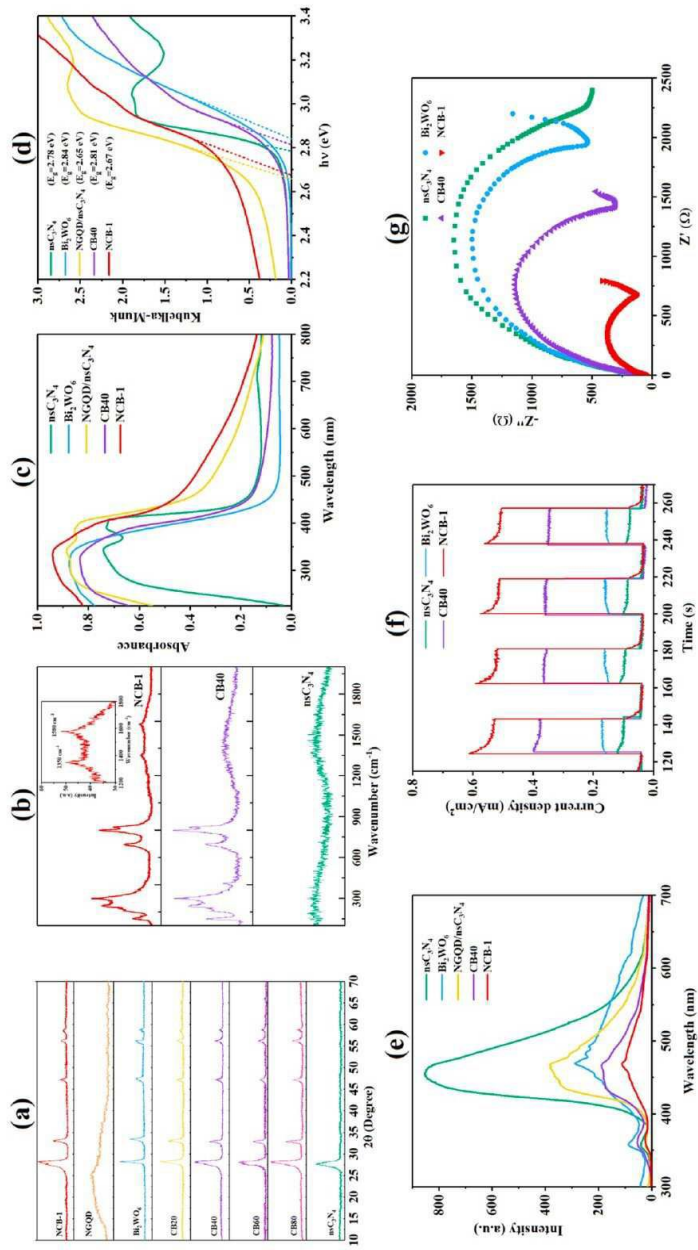 (a)
NCB-1
NGQD
Bi₂WO₆
CB20
CB40
CB60
CB80
nsC₃N₄
10 15 20 25 30 35 40 45 50 55 60 65 70
2θ (Degree)
(b)
1350 cm⁻¹
1580 cm⁻¹
Intensity (a.u.)
Wavenumber (cm⁻¹)
NCB-1
CB40
nsC₃N₄
300 600 900 1200 1500 1800
Wavenumber (cm⁻¹)
(c)
nsC₃N₄
Bi₂WO₆
NGQD/nsC₃N₄
CB40
NCB-1
Absorbance
1.0
0.8
0.6
0.4
0.2
0.0
300 400 500 600 700 800
Wavelength (nm)
(d)
nsC₃N₄ (Eg=2.78 eV)
Bi₂WO₆ (Eg=2.84 eV)
NGQD/nsC₃N₄ (Eg=2.65 eV)
CB40 (Eg=2.81 eV)
NCB-1 (Eg=2.67 eV)
Kubelka-Munk
3.0
2.5
2.0
1.5
1.0
0.5
0.0
2.2 2.4 2.6 2.8 3.0 3.2 3.4
hν (eV)
(e)
nsC₃N₄
Bi₂WO₆
NGQD/nsC₃N₄
CB40
NCB-1
Intensity (a.u.)
800
600
400
200
0
300 400 500 600 700
Wavelength (nm)
(f)
nsC₃N₄ Bi₂WO₆
CB40 NCB-1
Current density (mA/cm²)
0.8
0.6
0.4
0.2
0.0
120 140 160 180 200 220 240 260
Time (s)
(g)
nsC₃N₄ Bi₂WO₆
CB40 NCB-1
-Z'' (Ω)
2000
1500
1000
500
0 500 1000 1500 2000 2500
Z' (Ω)